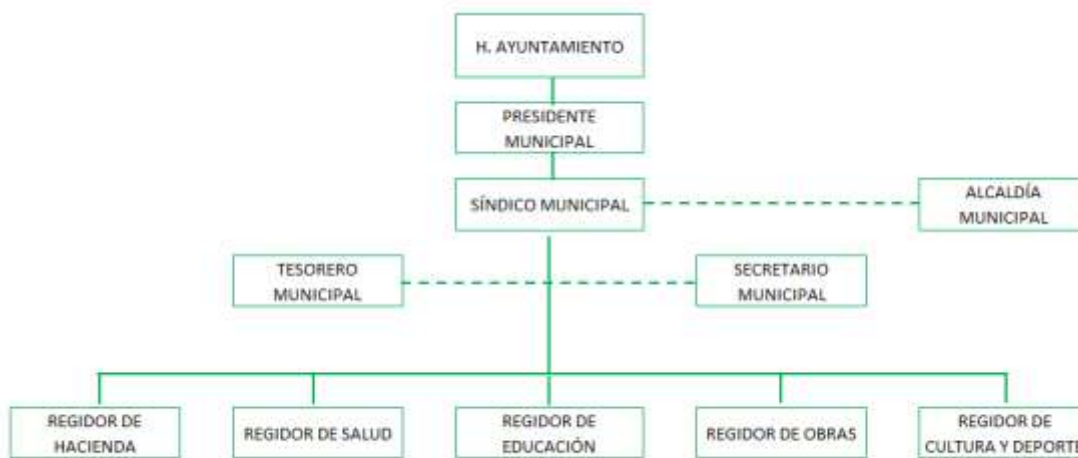 H. AYUNTAMIENTO
PRESIDENTE
MUNICIPAL
SÍNDICO MUNICIPAL
ALCALDÍA
MUNICIPAL
TESORERO
MUNICIPAL
SECRETARIO
MUNICIPAL
REGIDOR DE
HACIENDA
REGIDOR DE SALUD
REGIDOR DE
EDUCACIÓN
REGIDOR DE OBRAS
REGIDOR DE
CULTURA Y DEPORTE